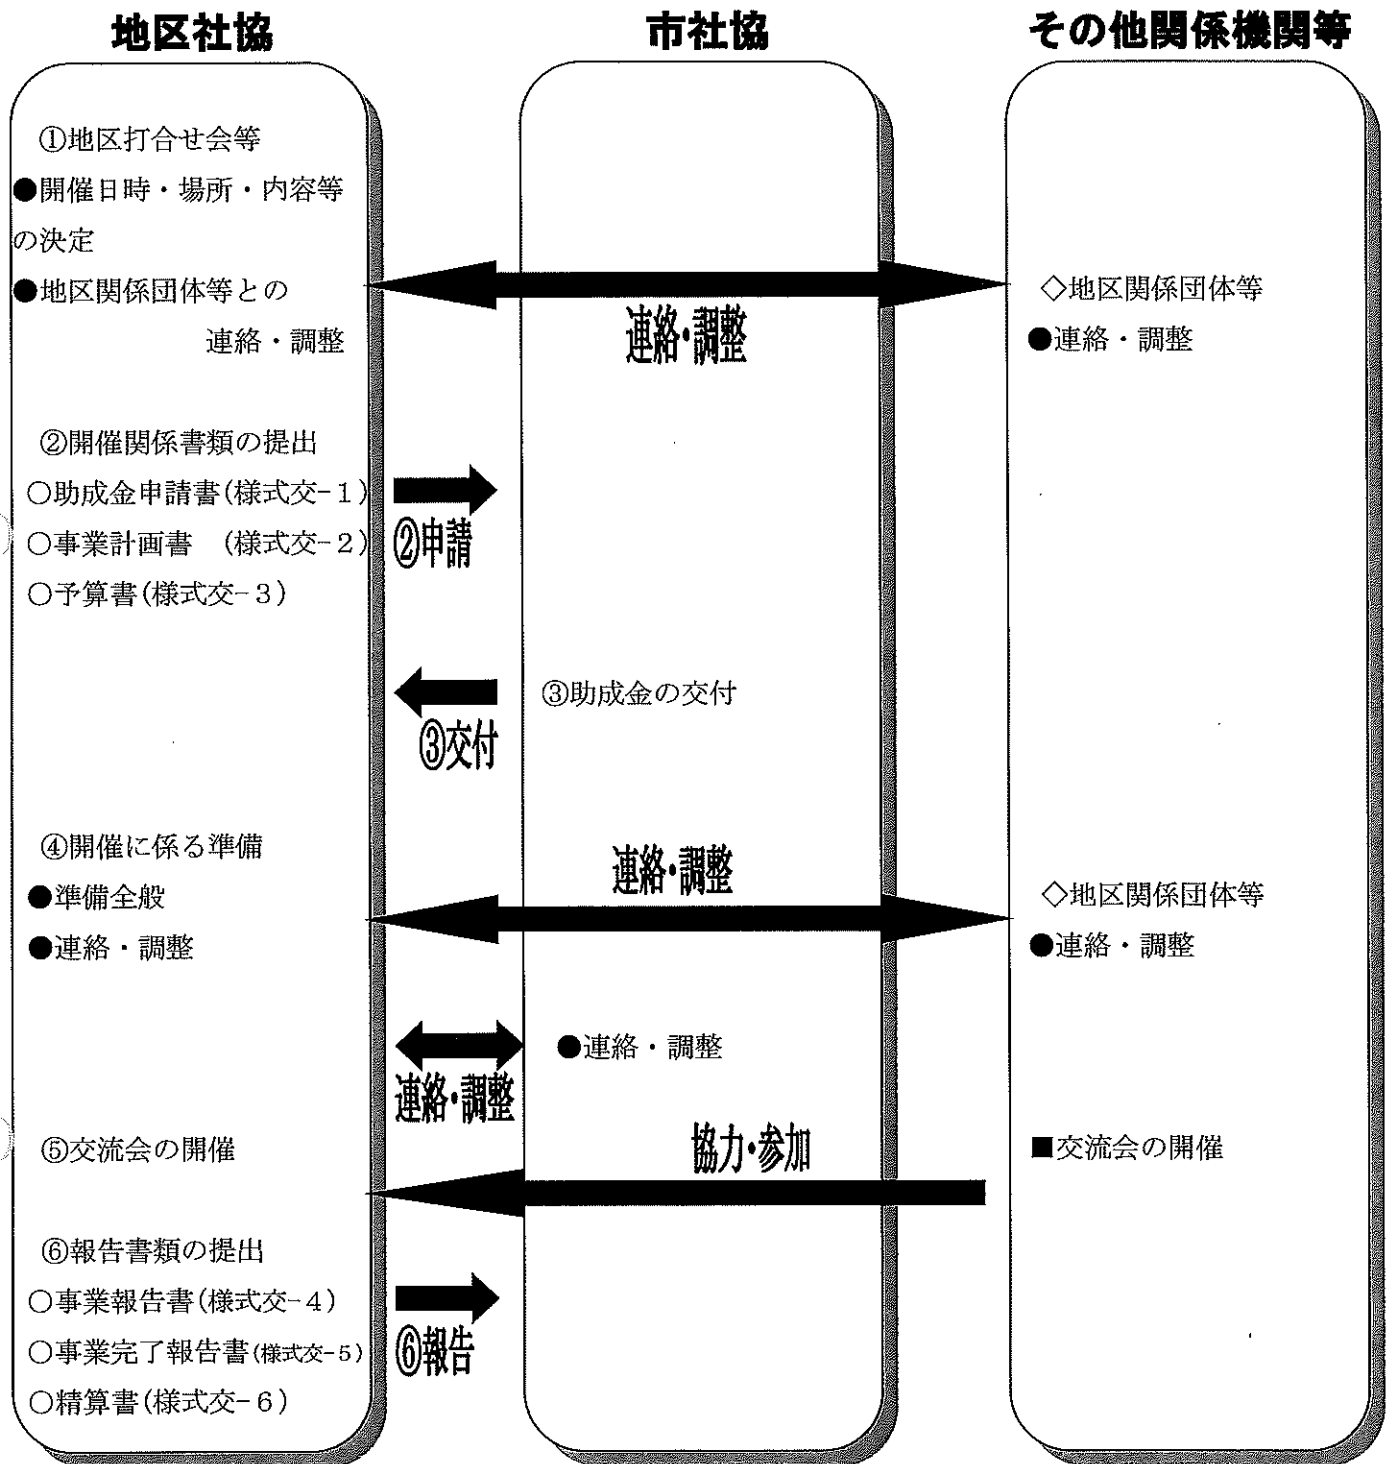 地区社協
市社協
その他関係機関等
①地区打合せ会等
●開催日時・場所・内容等
の決定
●地区関係団体等との
連絡・調整
連絡・調整
◇地区関係団体等
●連絡・調整
②開催関係書類の提出
○助成金申請書(様式交-1)
○事業計画書　(様式交-2)
○予算書(様式交-3)
②申請
③助成金の交付
③交付
④開催に係る準備
●準備全般
●連絡・調整
連絡・調整
◇地区関係団体等
●連絡・調整
●連絡・調整
連絡・調整
⑤交流会の開催
協力・参加
■交流会の開催
⑥報告書類の提出
○事業報告書(様式交-4)
○事業完了報告書(様式交-5)
○精算書(様式交-6)
⑥報告